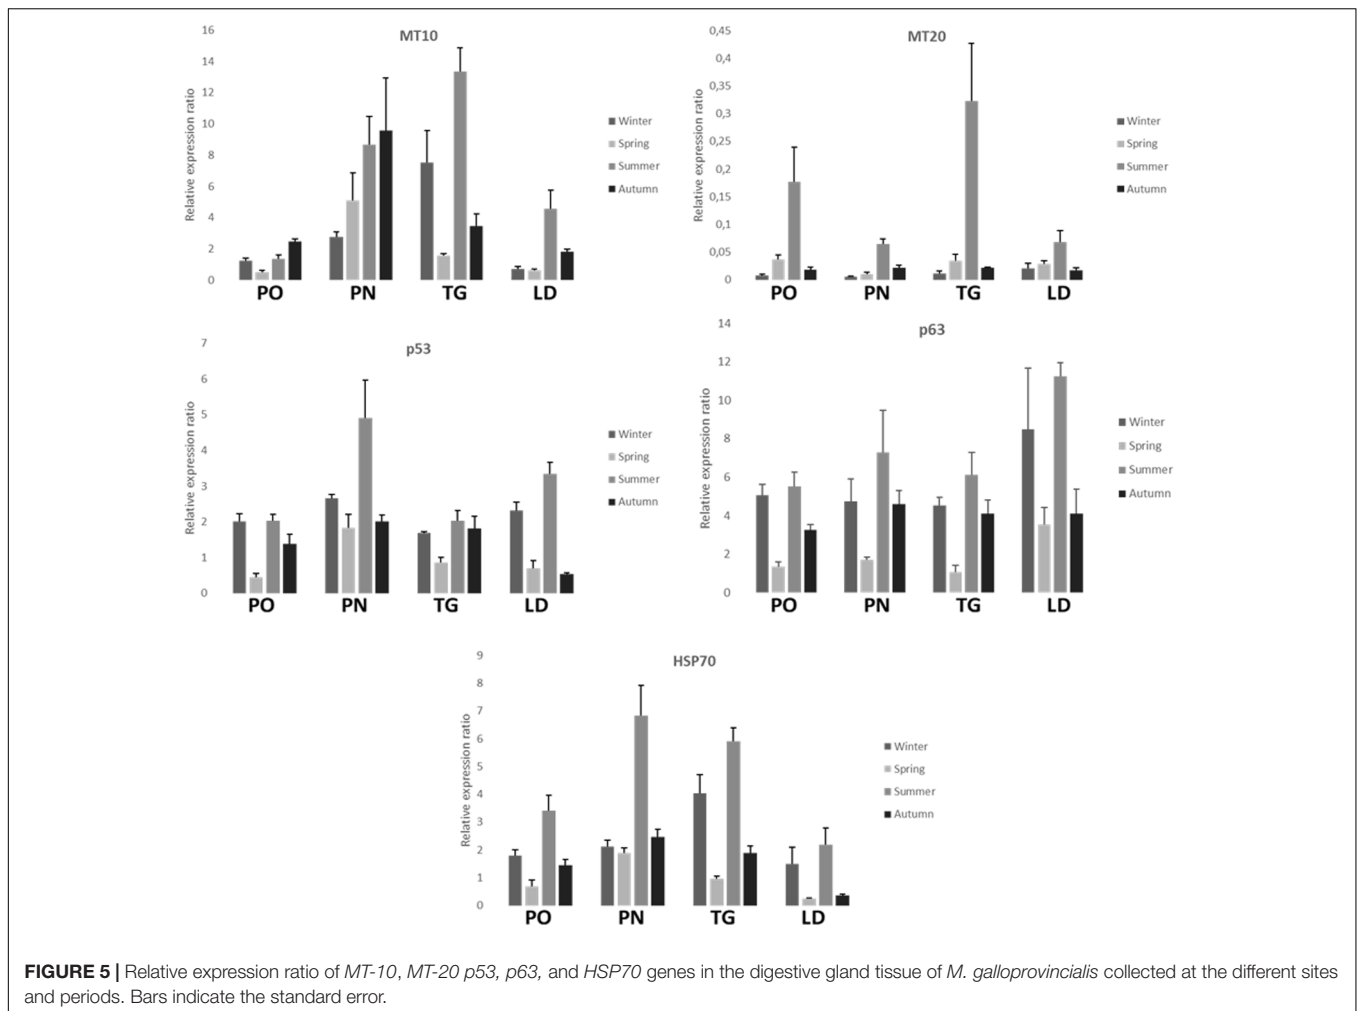 MT10
Relative expression ratio
16
14
12
10
8
6
4
2
0
PO PN TG LD
Winter
Spring
Summer
Autumn
MT20
Relative expression ratio
0,45
0,4
0,35
0,3
0,25
0,2
0,15
0,1
0,05
0
PO PN TG LD
Winter
Spring
Summer
Autumn
p53
Relative expression ratio
7
6
5
4
3
2
1
0
PO PN TG LD
Winter
Spring
Summer
Autumn
p63
Relative expression ratio
14
12
10
8
6
4
2
0
PO PN TG LD
Winter
Spring
Summer
Autumn
HSP70
Relative expression ratio
9
8
7
6
5
4
3
2
1
0
PO PN TG LD
Winter
Spring
Summer
Autumn
FIGURE 5 | Relative expression ratio of MT-10, MT-20 p53, p63, and HSP70 genes in the digestive gland tissue of M. galloprovincialis collected at the different sites
and periods. Bars indicate the standard error.